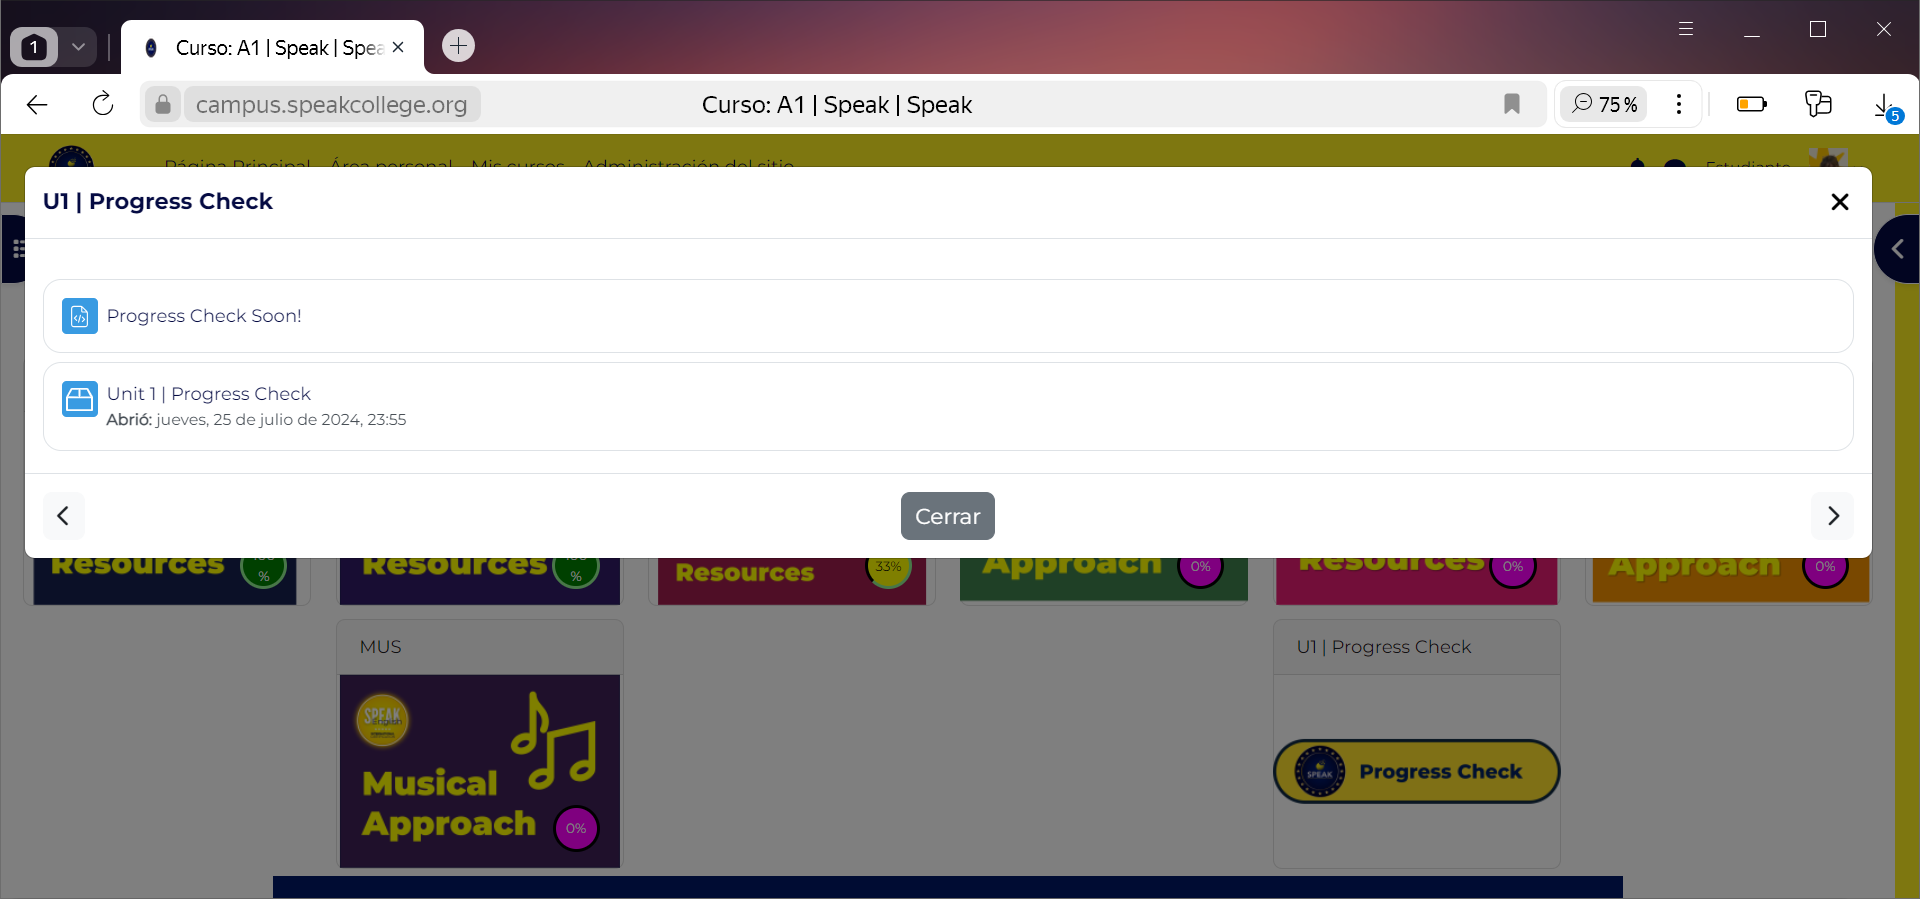 1
Curso: A1 | Speak | Spea
campus.speakcollege.org
Curso: A1 | Speak | Speak
75 %
5
Página Principal Área personal Mis cursos Administración del sitio
Estudiante
U1 | Progress Check
Progress Check Soon!
Unit 1 | Progress Check
Abrió: jueves, 25 de julio de 2024, 23:55
Cerrar
Resources
%
Resources
%
Resources
33%
Approach
0%
Resources
0%
Approach
0%
MUS
U1 | Progress Check
SPEAK
English
Musical
Approach
0%
SPEAK
Progress Check